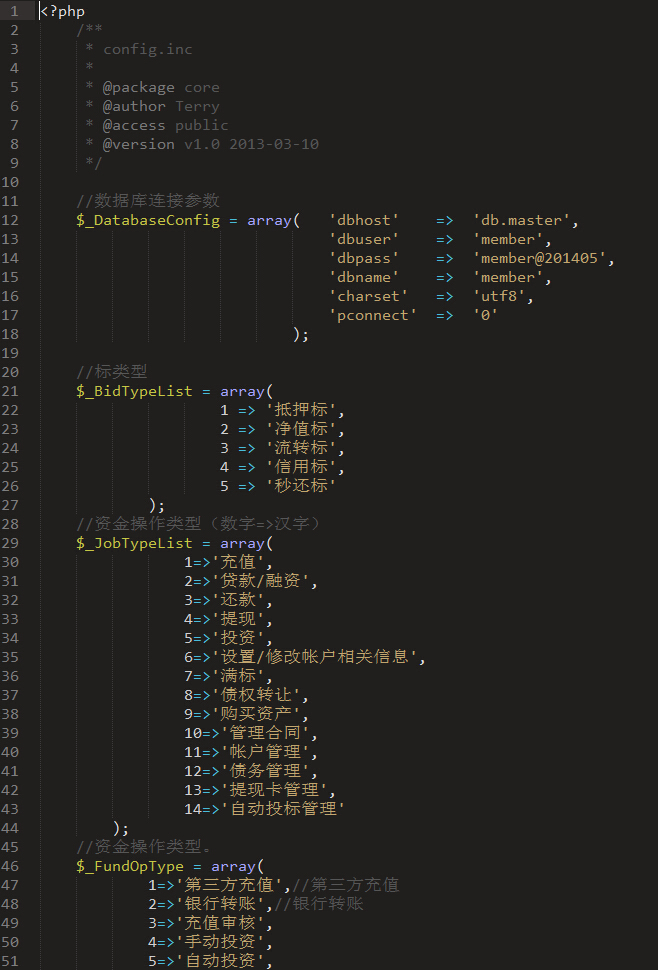 1 <?php
2 /**
3 * config.inc
4 *
5 * @package core
6 * @author Terry
7 * @access public
8 * @version v1.0 2013-03-10
9 */
10
11 //数据库连接参数
12 $_DatabaseConfig = array( 'dbhost' => 'db.master',
13 'dbuser' => 'member',
14 'dbpass' => 'member@201405',
15 'dbname' => 'member',
16 'charset' => 'utf8',
17 'pconnect' => '0'
18 );
19
20 //标类型
21 $_BidTypeList = array(
22 1 => '抵押标',
23 2 => '净值标',
24 3 => '流转标',
25 4 => '信用标',
26 5 => '秒还标'
27 );
28 //资金操作类型（数字=>汉字）
29 $_JobTypeList = array(
30 1=>'充值',
31 2=>'贷款/融资',
32 3=>'还款',
33 4=>'提现',
34 5=>'投资',
35 6=>'设置/修改帐户相关信息',
36 7=>'满标',
37 8=>'债权转让',
38 9=>'购买资产',
39 10=>'管理合同',
40 11=>'帐户管理',
41 12=>'债务管理',
42 13=>'提现卡管理',
43 14=>'自动投标管理'
44 );
45 //资金操作类型。
46 $_FundOpType = array(
47 1=>'第三方充值',//第三方充值
48 2=>'银行转账',//银行转账
49 3=>'充值审核',
50 4=>'手动投资',
51 5=>'自动投资',